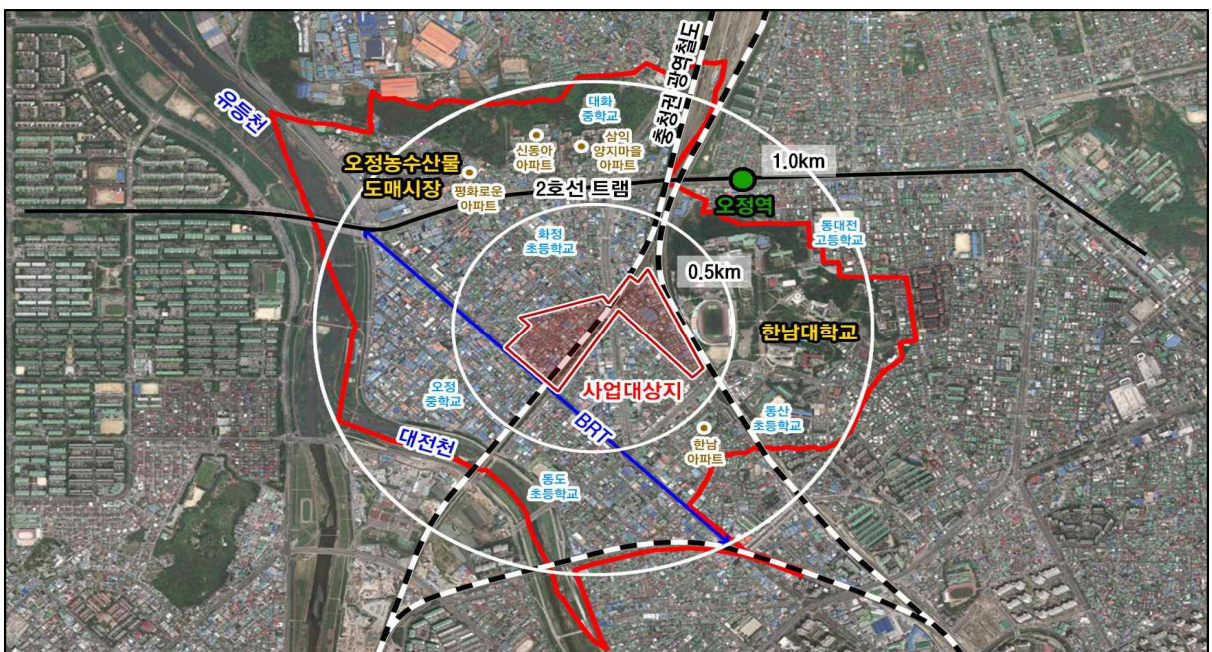 충청권 광역철도
유등천
대화
중학교
신동아
아파트
삼익
양지마을
아파트
오정농수산물
도매시장
평화로운
아파트
2호선 트램
1.0km
오정역
동대전
고등학교
화정
초등학교
0.5km
한남대학교
사업대상지
오정
중학교
BRT
대전천
동산
초등학교
한남
아파트
동도
초등학교